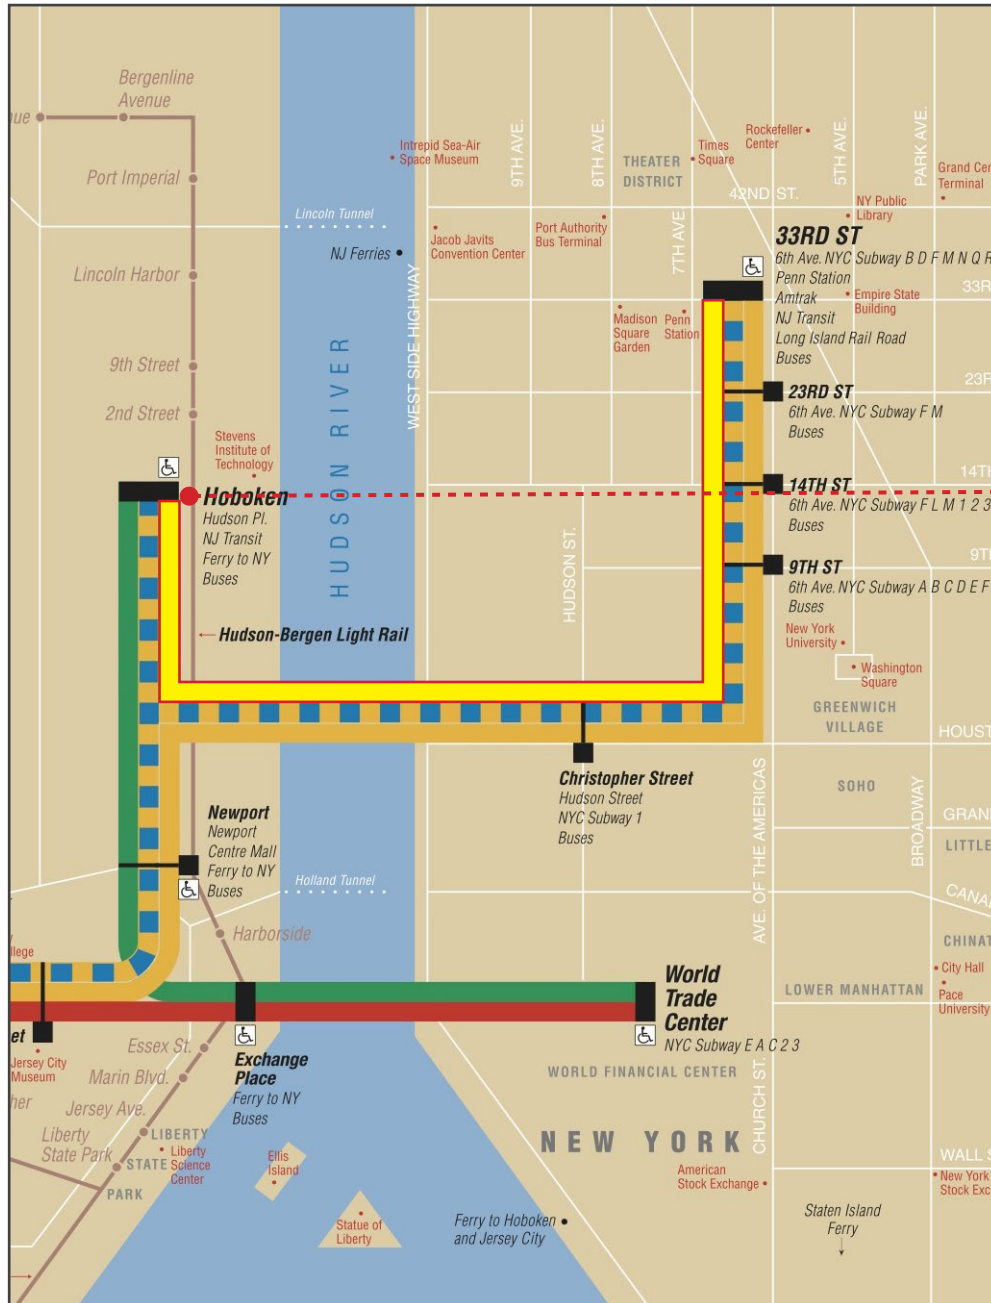 Bergenline
Avenue
Port Imperial
Lincoln Harbor
9th Street
2nd Street
Intrepid Sea-Air
Space Museum
Lincoln Tunnel
NJ Ferries
Jacob Javits
Convention Center
9TH AVE.
8TH AVE.
THEATER
DISTRICT
Port Authority
Bus Terminal
7TH AVE.
Times
Square
Rockefeller
Center
42ND ST.
5TH AVE.
PARK AVE.
Grand Cen
Terminal
NY Public
Library
33RD ST
6th Ave. NYC Subway B D F M N Q R
Penn Station
Amtrak
NJ Transit
Long Island Rail Road
Buses
Empire State
Building
WEST SIDE HIGHWAY
HUDSON RIVER
Madison
Square
Garden
Penn
Station
23RD ST
6th Ave. NYC Subway F M
Buses
Stevens
Institute of
Technology
Hoboken
Hudson Pl.
NJ Transit
Ferry to NY
Buses
14TH ST
14TH
6th Ave. NYC Subway F L M 1 2 3
Buses
HUDSON ST.
9TH ST
6th Ave. NYC Subway A B C D E F
Buses
Hudson-Bergen Light Rail
New York
University
Washington
Square
GREENWICH
VILLAGE
HOUST
Christopher Street
Hudson Street
NYC Subway 1
Buses
AVE. OF THE AMERICAS
SOHO
BROADWAY
GRAN
LITTLE
Newport
Newport
Centre Mall
Ferry to NY
Buses
Holland Tunnel
CANA
Harborside
CHINAT
City Hall
Pace
University
World
Trade
Center
NYC Subway E A C 2 3
LOWER MANHATTAN
WORLD FINANCIAL CENTER
CHURCH ST.
llege
et
Jersey City
Museum
her
Essex St.
Marin Blvd.
Jersey Ave.
Liberty
State Park
Exchange
Place
Ferry to NY
Buses
LIBERTY
STATE
PARK
Liberty
Science
Center
Ellis
Island
Statue of
Liberty
NEW YORK
American
Stock Exchange
WALL S
New York
Stock Exc
Ferry to Hoboken
and Jersey City
Staten Island
Ferry